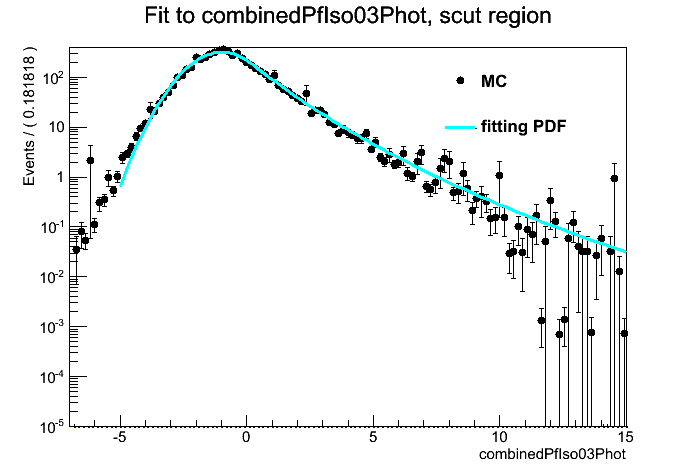 Fit to combinedPfIso03Phot, scut region
Events / ( 0.181818 )
10²
10
1
10⁻¹
10⁻²
10⁻³
10⁻⁴
10⁻⁵
MC
fitting PDF
-5 0 5 10 15
combinedPfIso03Phot